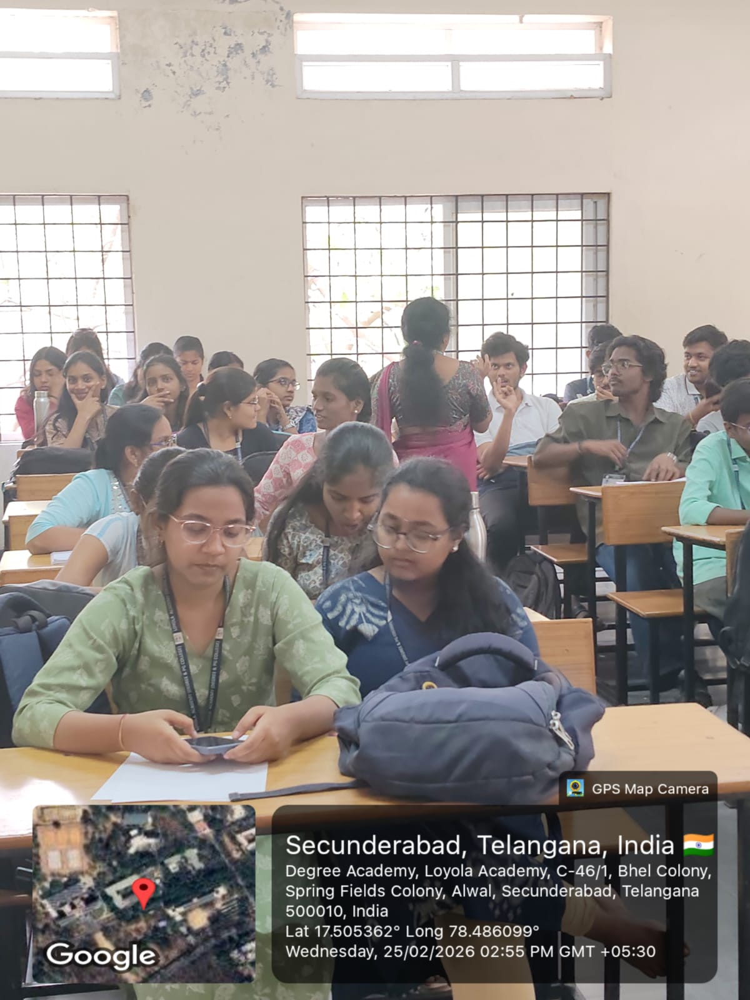 GPS Map Camera
Secunderabad, Telangana, India 🇮🇳
Degree Academy, Loyola Academy, C-46/1, Bhel Colony,
Spring Fields Colony, Alwal, Secunderabad, Telangana
500010, India
Lat 17.505362° Long 78.486099°
Wednesday, 25/02/2026 02:55 PM GMT +05:30
Google